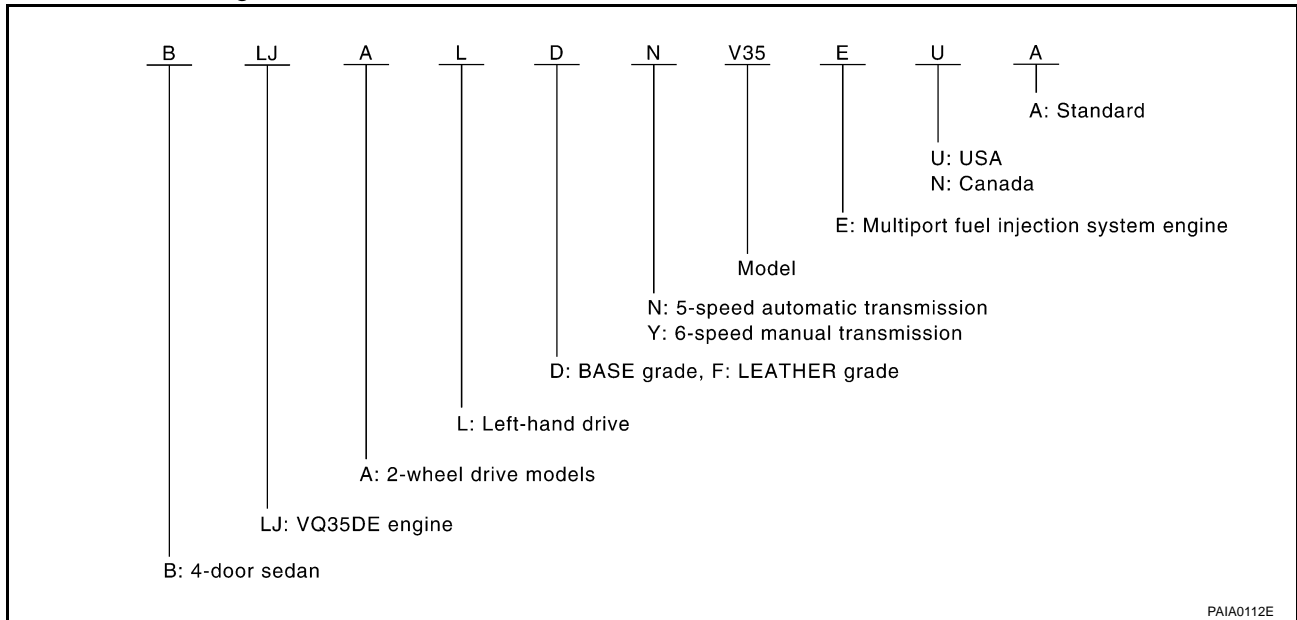 B LJ A L D N V35 E U A
A: Standard
U: USA
N: Canada
E: Multiport fuel injection system engine
Model
N: 5-speed automatic transmission
Y: 6-speed manual transmission
D: BASE grade, F: LEATHER grade
L: Left-hand drive
A: 2-wheel drive models
LJ: VQ35DE engine
B: 4-door sedan
PAIA0112E